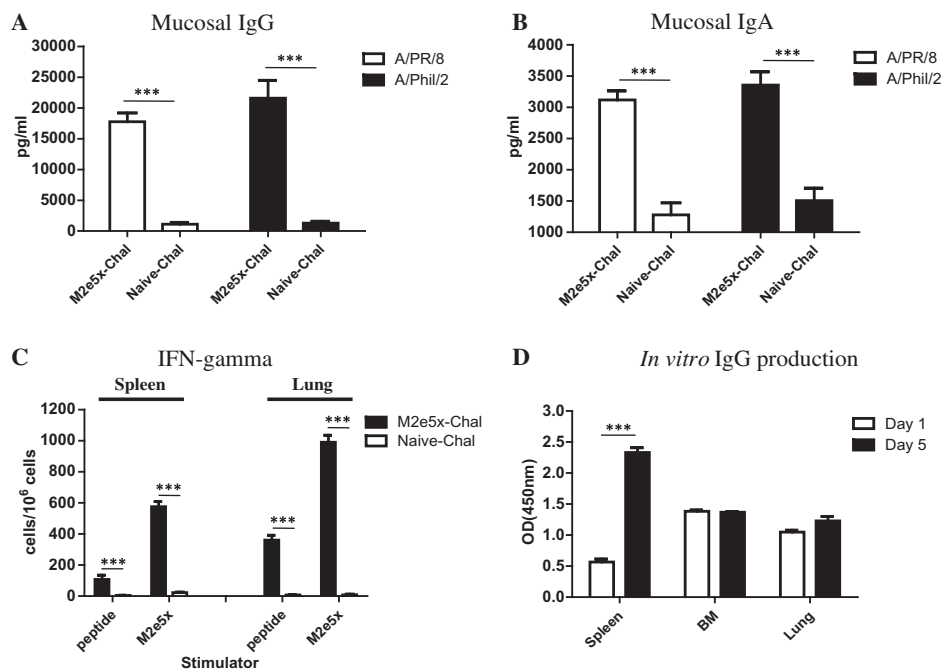 A Mucosal IgG
30000
25000
20000
15000
10000
5000
0
pg/ml
***
***
A/PR/8
A/Phil/2
M2e5x-Chal
Naive-Chal
M2e5x-Chal
Naive-Chal
B Mucosal IgA
4000
3500
3000
2500
2000
1500
1000
pg/ml
***
***
A/PR/8
A/Phil/2
M2e5x-Chal
Naive-Chal
M2e5x-Chal
Naive-Chal
C IFN-gamma
Spleen Lung
1200
1000
800
600
400
200
0
cells/10⁶ cells
***
***
***
***
M2e5x-Chal
Naive-Chal
peptide
M2e5x
peptide
M2e5x
Stimulator
D In vitro IgG production
3.0
2.5
2.0
1.5
1.0
0.5
0.0
OD(450nm)
***
Day 1
Day 5
Spleen
BM
Lung